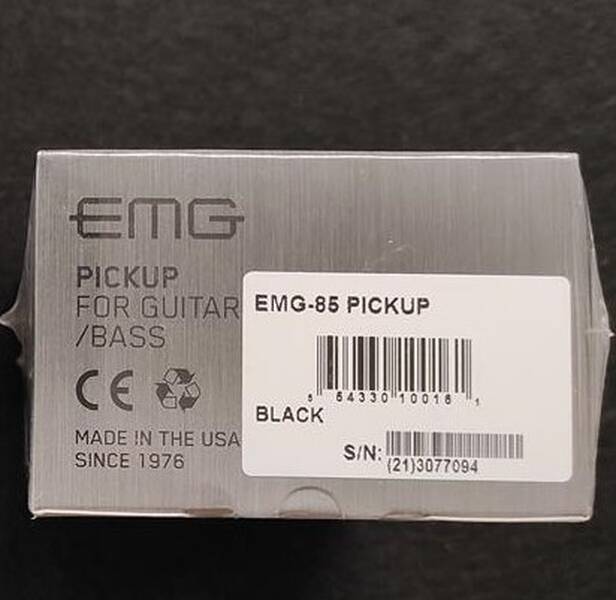 EMG
PICKUP
FOR GUITAR
/BASS
CE
MADE IN THE USA
SINCE 1976
EMG-85 PICKUP
6 54330 10016 1
BLACK
S/N:
(21)3077094